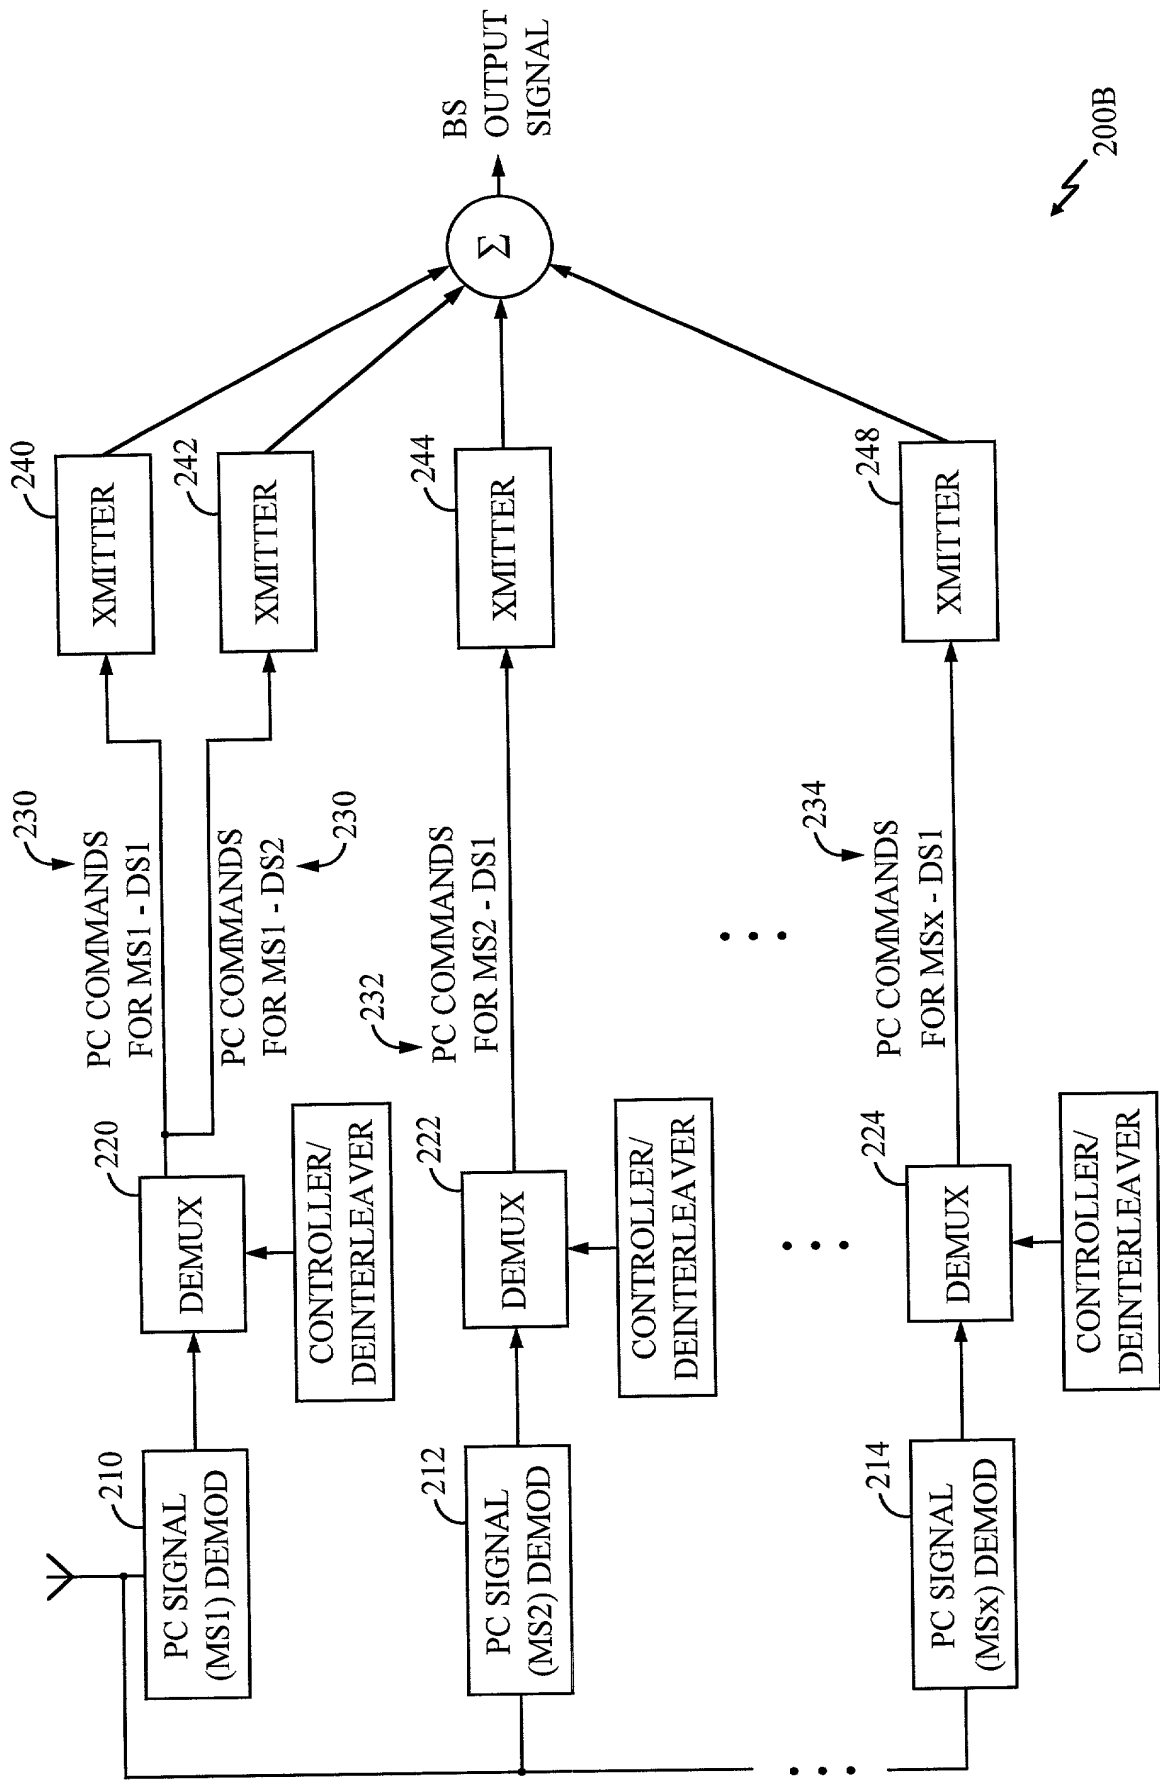 210
PC SIGNAL
(MS1) DEMOD
220
DEMUX
CONTROLLER/
DEINTERLEAVER
230
PC COMMANDS
FOR MS1 - DS1
PC COMMANDS
FOR MS1 - DS2
230
240
XMITTER
242
XMITTER
212
PC SIGNAL
(MS2) DEMOD
222
DEMUX
CONTROLLER/
DEINTERLEAVER
232
PC COMMANDS
FOR MS2 - DS1
244
XMITTER
Σ
BS
OUTPUT
SIGNAL
214
PC SIGNAL
(MSx) DEMOD
224
DEMUX
CONTROLLER/
DEINTERLEAVER
234
PC COMMANDS
FOR MSx - DS1
248
XMITTER
200B